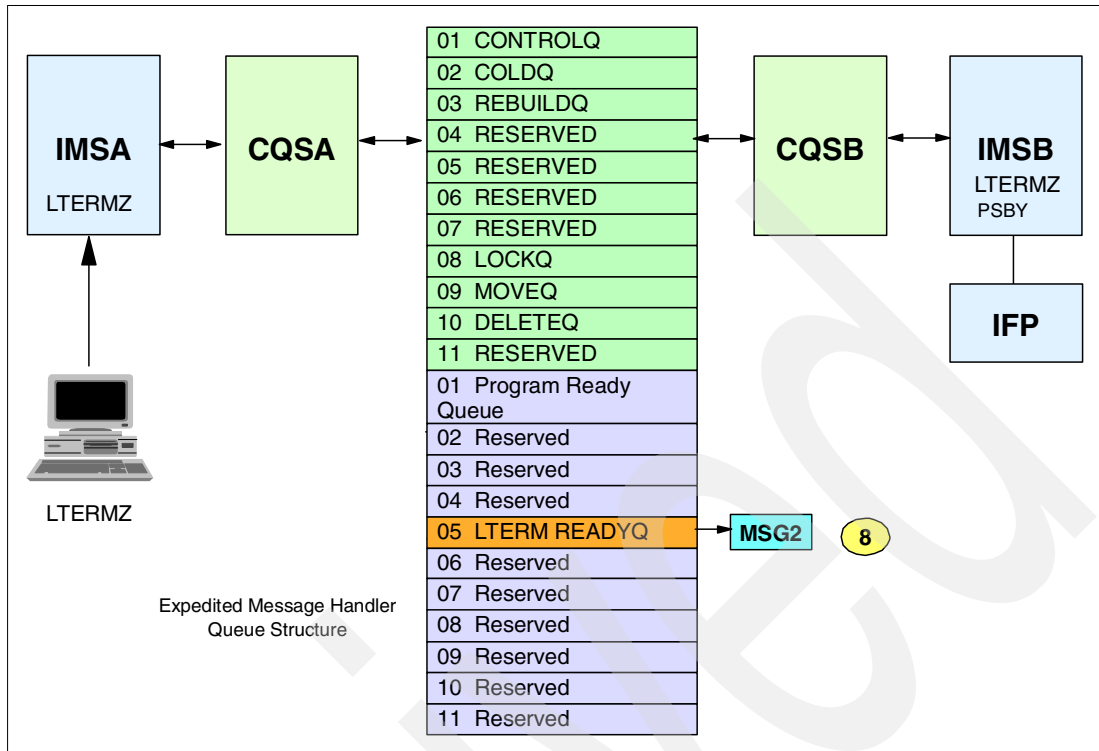 IMSA
LTERMZ
LTERMZ
CQSA
01 CONTROLQ
02 COLDQ
03 REBUILDQ
04 RESERVED
05 RESERVED
06 RESERVED
07 RESERVED
08 LOCKQ
09 MOVEQ
10 DELETEQ
11 RESERVED
01 Program Ready
Queue
02 Reserved
03 Reserved
04 Reserved
05 LTERM READYQ
06 Reserved
07 Reserved
08 Reserved
09 Reserved
10 Reserved
11 Reserved
MSG2
8
CQSB
IMSB
LTERMZ
PSBY
IFP
Expedited Message Handler
Queue Structure